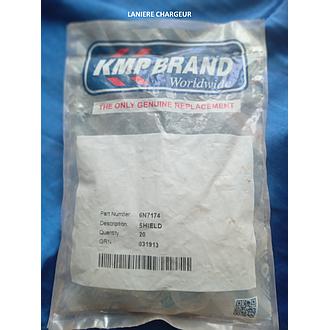 LANIERE CHARGEUR
KMP BRAND
Worldwide
THE ONLY GENUINE REPLACEMENT
Part Number 6N7174
Description SHIELD
Quantity 20
GRN 031913